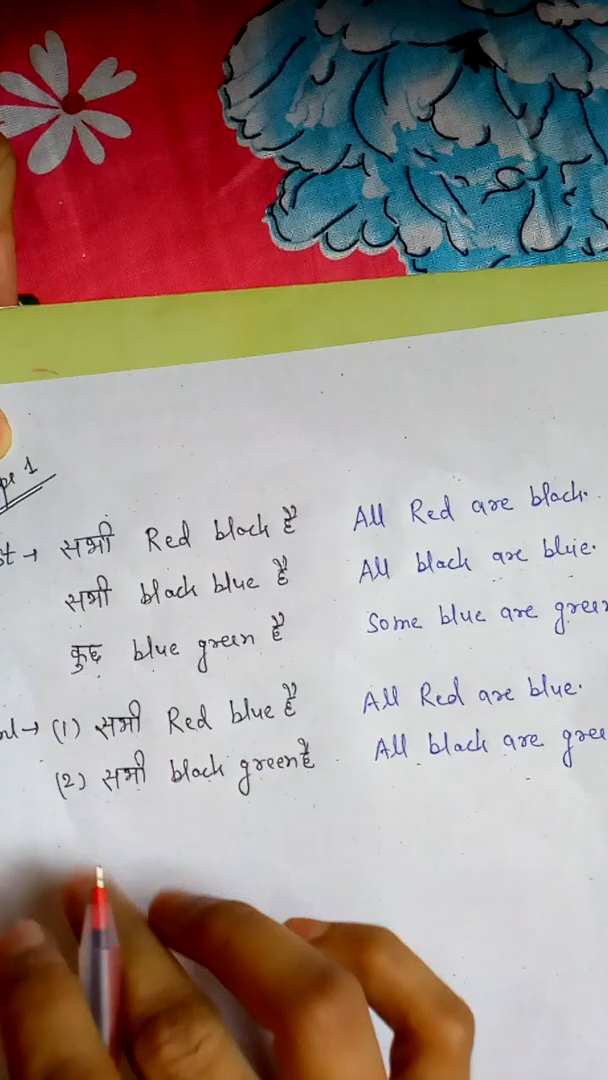 सभी Red black है All Red are black.
सभी black blue है All black are blue.
कुछ blue green है Some blue are green
(1) सभी Red blue है All Red are blue.
(2) सभी black green है All black are